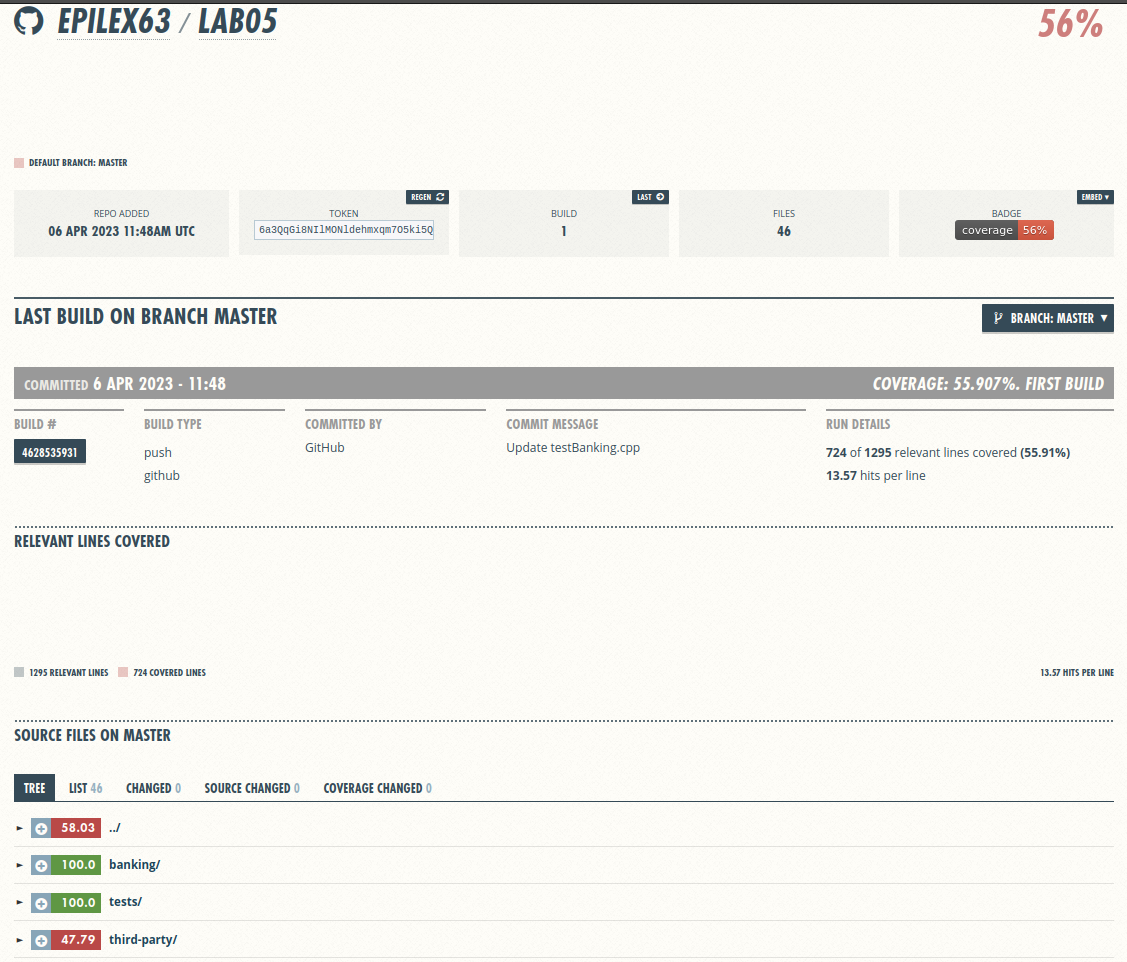 EPILEX63 / LAB05
56%
DEFAULT BRANCH: MASTER
REPO ADDED
06 APR 2023 11:48AM UTC
REGEN
TOKEN
6a3QqGi8NIlMONldehmxqm7O5ki5Q
LAST
BUILD
1
FILES
46
EMBED ▾
BADGE
coverage 56%
LAST BUILD ON BRANCH MASTER
BRANCH: MASTER ▼
COMMITTED 6 APR 2023 - 11:48
COVERAGE: 55.907%. FIRST BUILD
BUILD #
4628535931
BUILD TYPE
push
github
COMMITTED BY
GitHub
COMMIT MESSAGE
Update testBanking.cpp
RUN DETAILS
724 of 1295 relevant lines covered (55.91%)
13.57 hits per line
RELEVANT LINES COVERED
1295 RELEVANT LINES 724 COVERED LINES
13.57 HITS PER LINE
SOURCE FILES ON MASTER
TREE LIST 46 CHANGED 0 SOURCE CHANGED 0 COVERAGE CHANGED 0
58.03 ../
100.0 banking/
100.0 tests/
47.79 third-party/